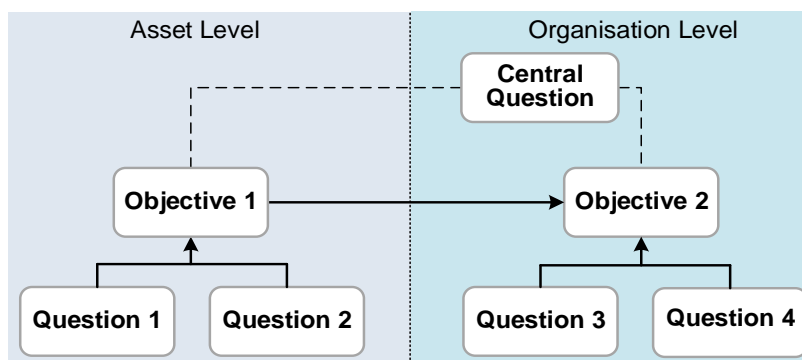 Asset Level
Organisation Level
Central
Question
Objective 1
Objective 2
Question 1
Question 2
Question 3
Question 4